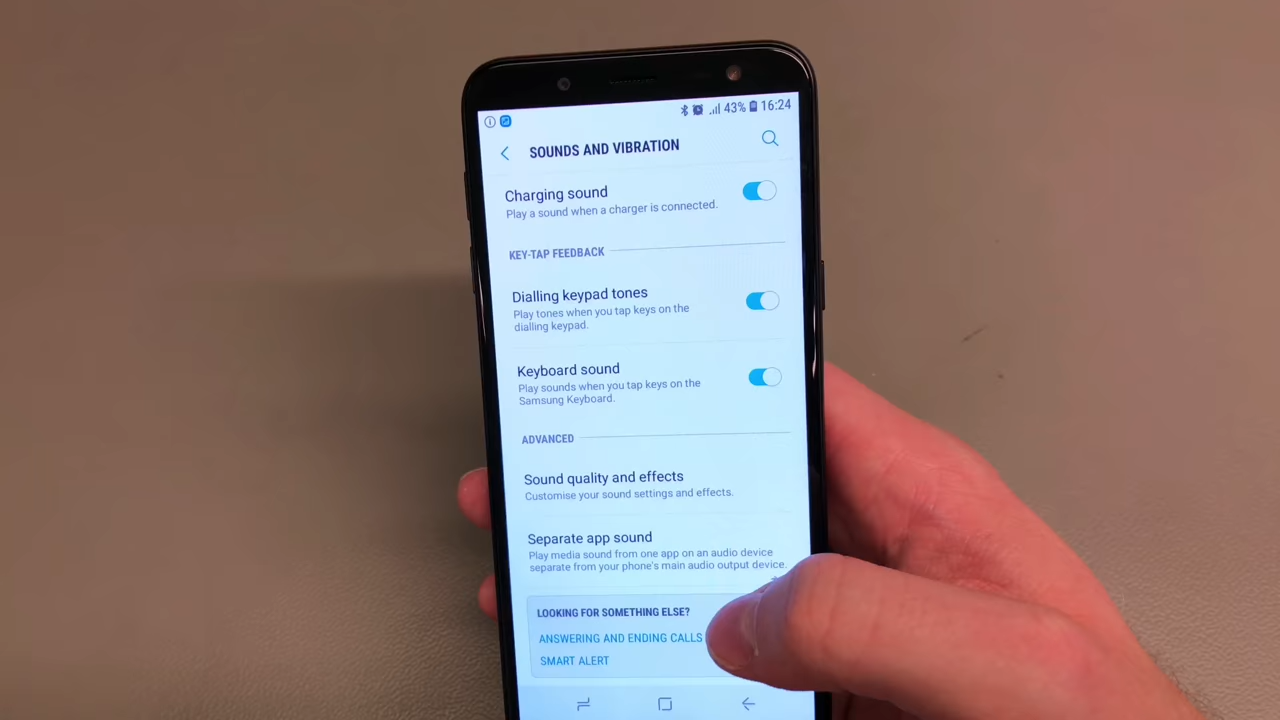 43% 16:24
SOUNDS AND VIBRATION
Charging sound
Play a sound when a charger is connected.
KEY-TAP FEEDBACK
Dialling keypad tones
Play tones when you tap keys on the
dialling keypad.
Keyboard sound
Play sounds when you tap keys on the
Samsung Keyboard.
ADVANCED
Sound quality and effects
Customise your sound settings and effects.
Separate app sound
Play media sound from one app on an audio device
separate from your phone's main audio output device.
LOOKING FOR SOMETHING ELSE?
ANSWERING AND ENDING CALLS
SMART ALERT